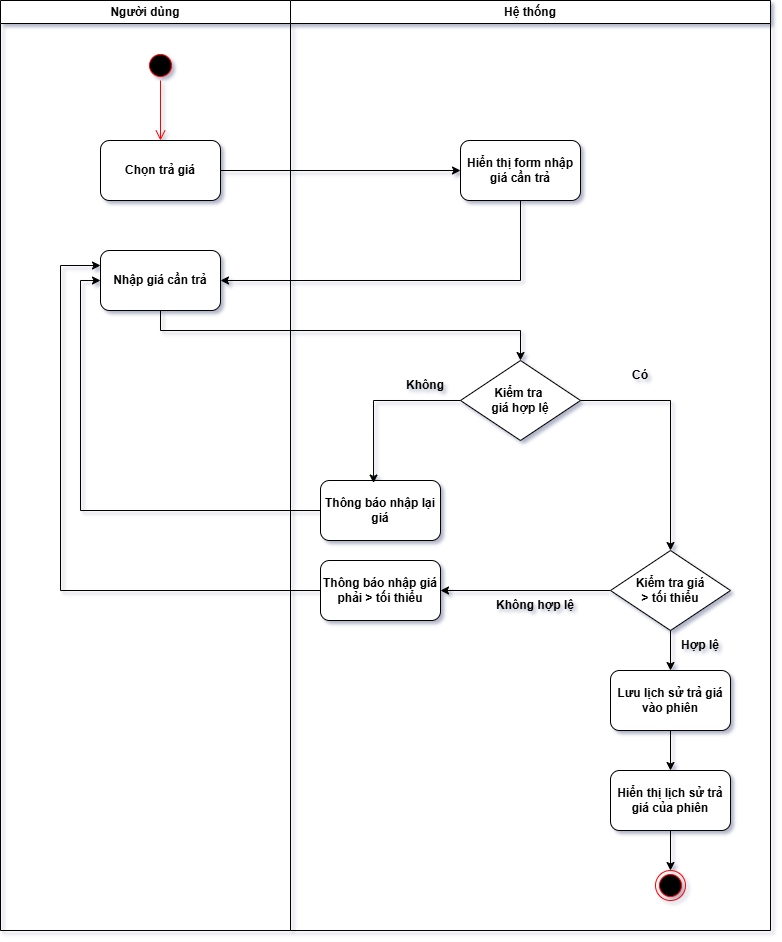 Người dùng
Hệ thống
Chọn trả giá
Hiển thị form nhập
giá cần trả
Nhập giá cần trả
Không
Có
Kiểm tra
giá hợp lệ
Thông báo nhập lại
giá
Thông báo nhập giá
phải > tối thiểu
Không hợp lệ
Kiểm tra giá
> tối thiểu
Hợp lệ
Lưu lịch sử trả giá
vào phiên
Hiển thị lịch sử trả
giá của phiên